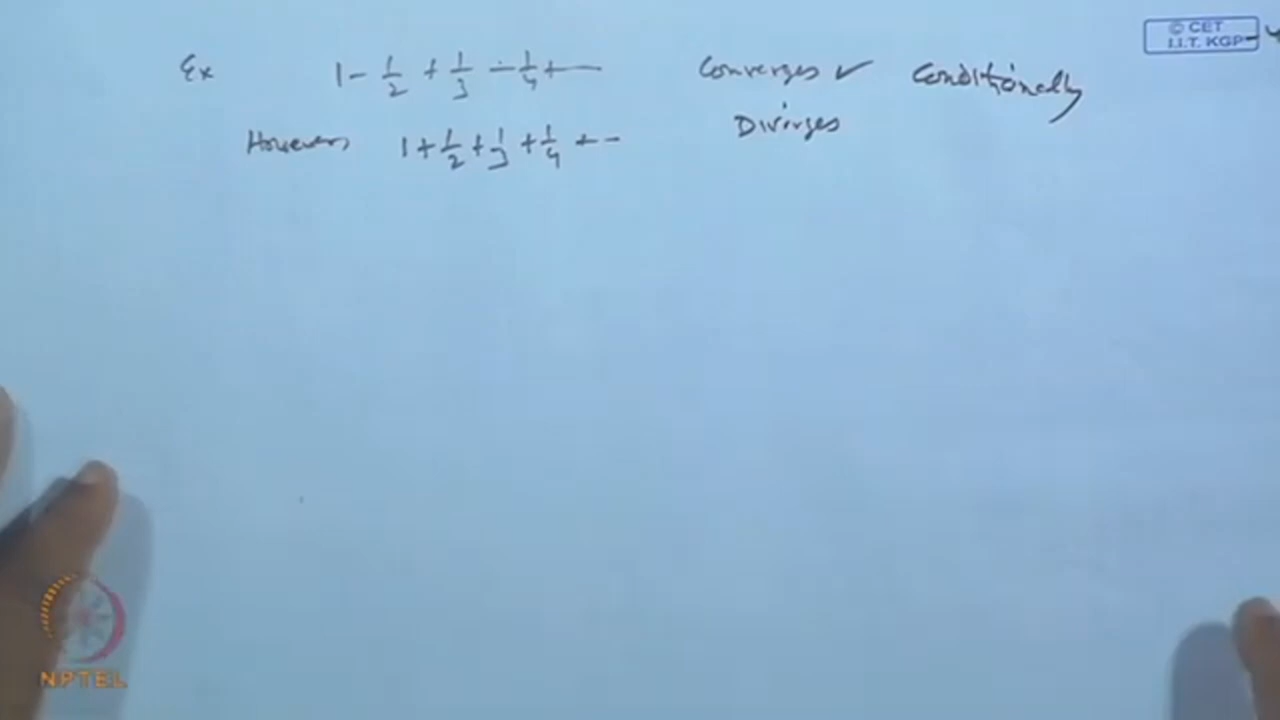 Ex 1 - 1/2 + 1/3 - 1/4 + — Converges ✓ Conditionally
However 1 + 1/2 + 1/3 + 1/4 + -- Diverges
© CET
I.I.T. KGP
NPTEL